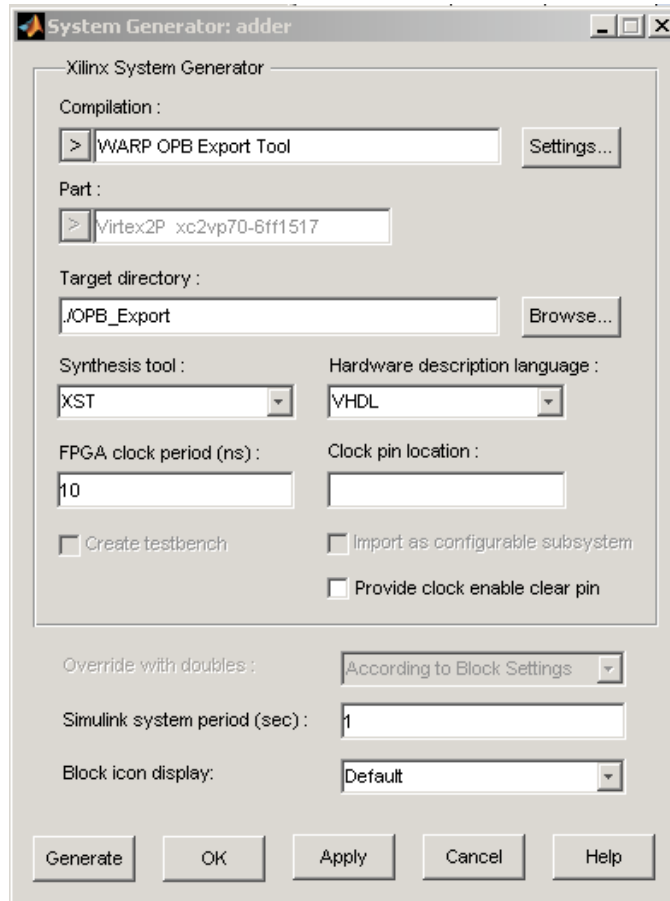 System Generator: adder
Xilinx System Generator
Compilation :
> WARP OPB Export Tool Settings...
Part :
> Virtex2P xc2vp70-6ff1517
Target directory :
./OPB_Export Browse...
Synthesis tool : Hardware description language :
XST VHDL
FPGA clock period (ns) : Clock pin location :
10
Create testbench Import as configurable subsystem
Provide clock enable clear pin
Override with doubles : According to Block Settings
Simulink system period (sec) : 1
Block icon display: Default
Generate OK Apply Cancel Help